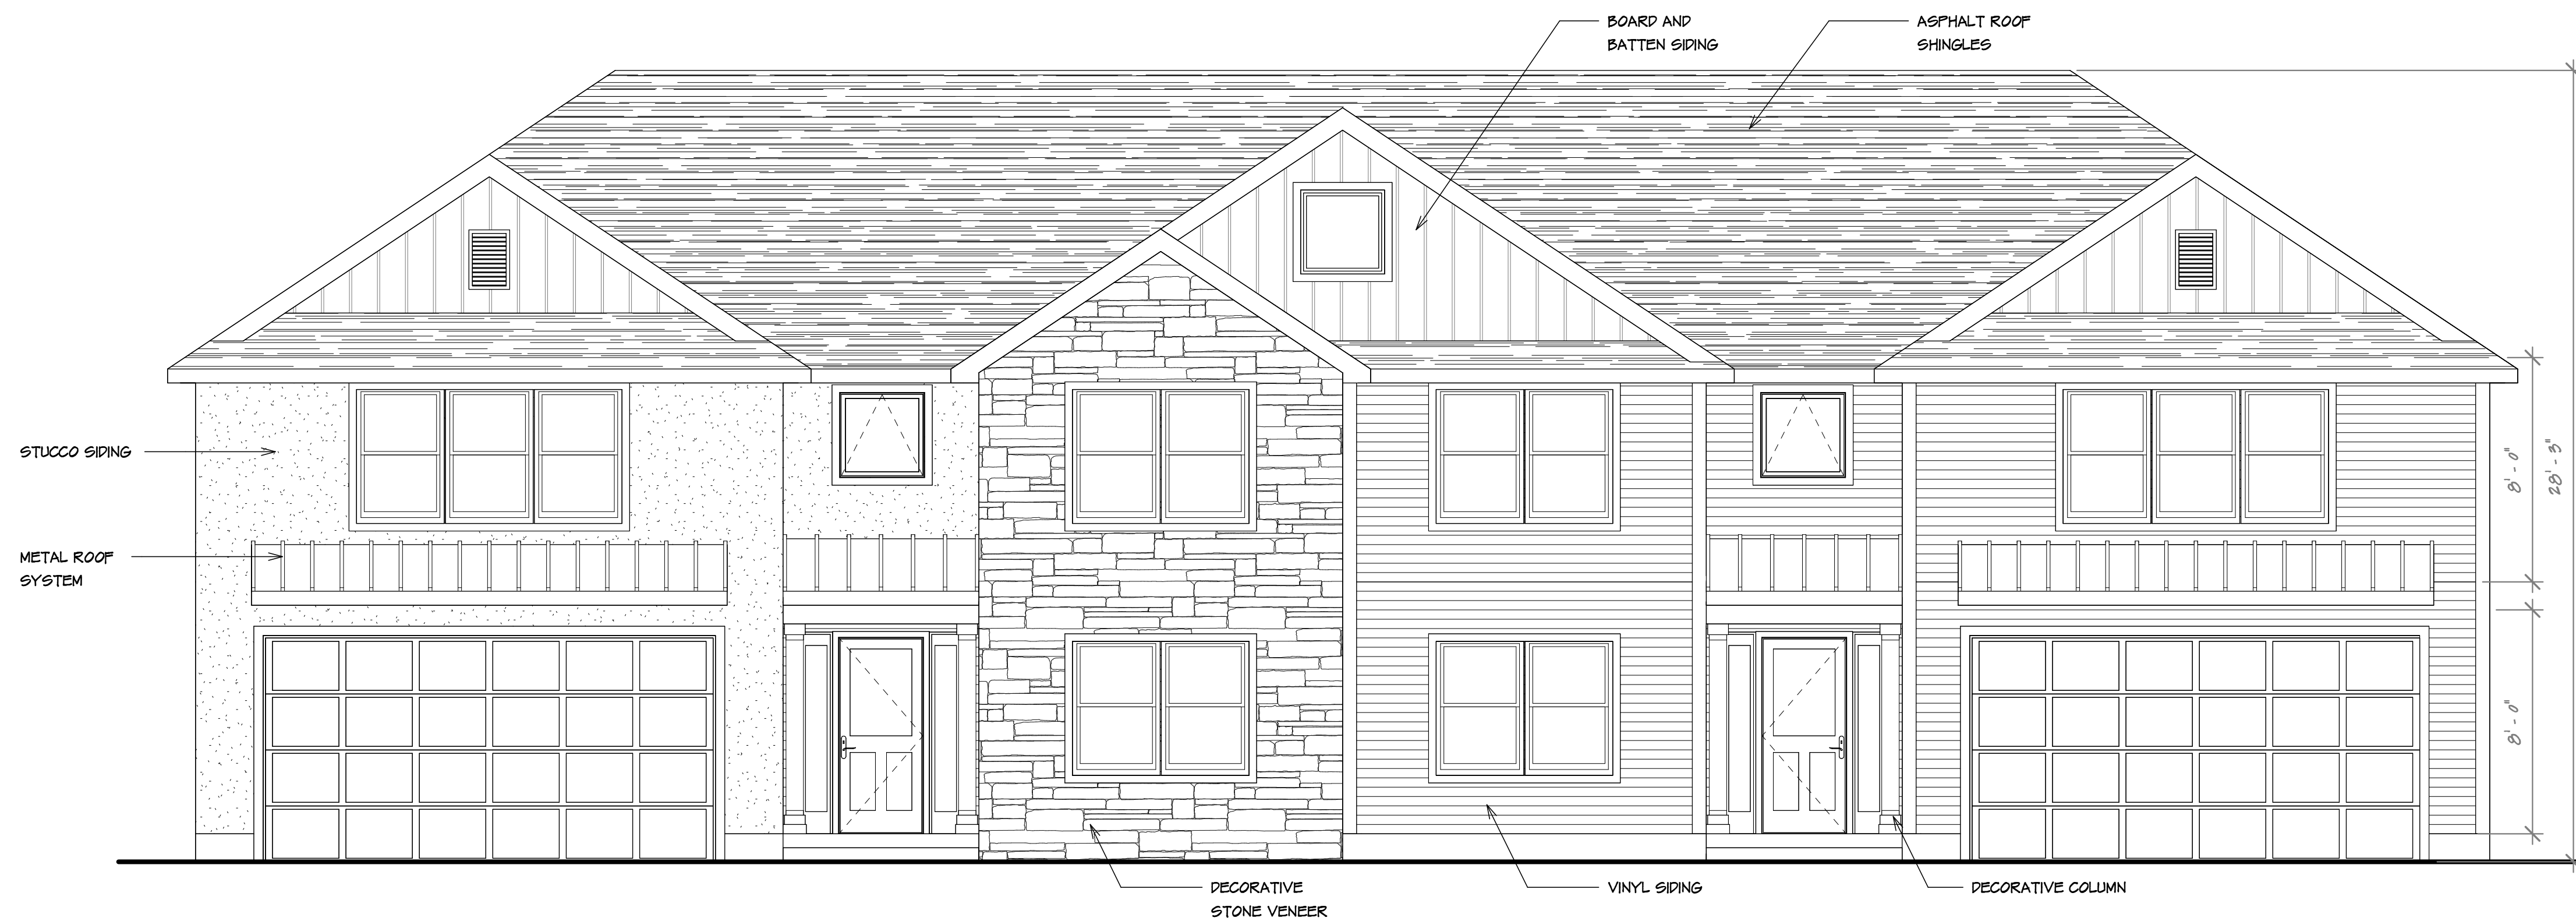 BOARD AND
BATTEN SIDING
ASPHALT ROOF
SHINGLES
STUCCO SIDING
METAL ROOF
SYSTEM
8' - 0"
28' - 3"
8' - 0"
DECORATIVE
STONE VENEER
VINYL SIDING
DECORATIVE COLUMN